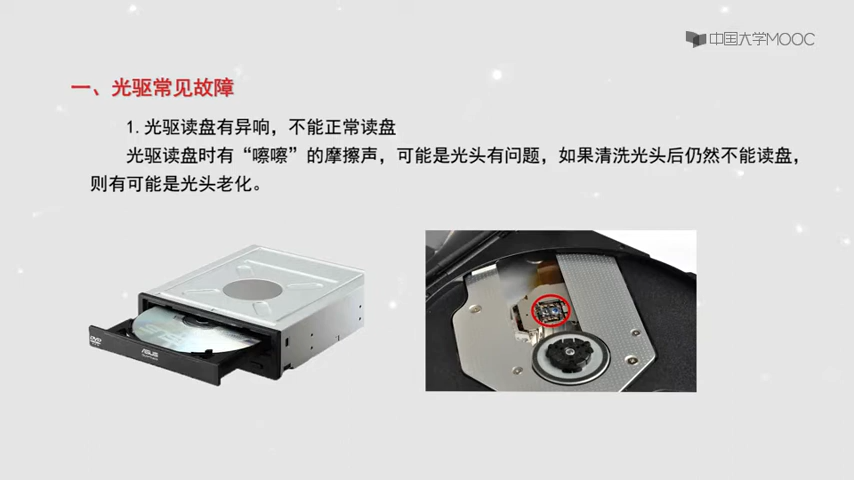 中国大学MOOC
一、光驱常见故障
1.光驱读盘有异响，不能正常读盘
光驱读盘时有“嚓嚓”的摩擦声，可能是光头有问题，如果清洗光头后仍然不能读盘，
则有可能是光头老化。
DVD
ASUS